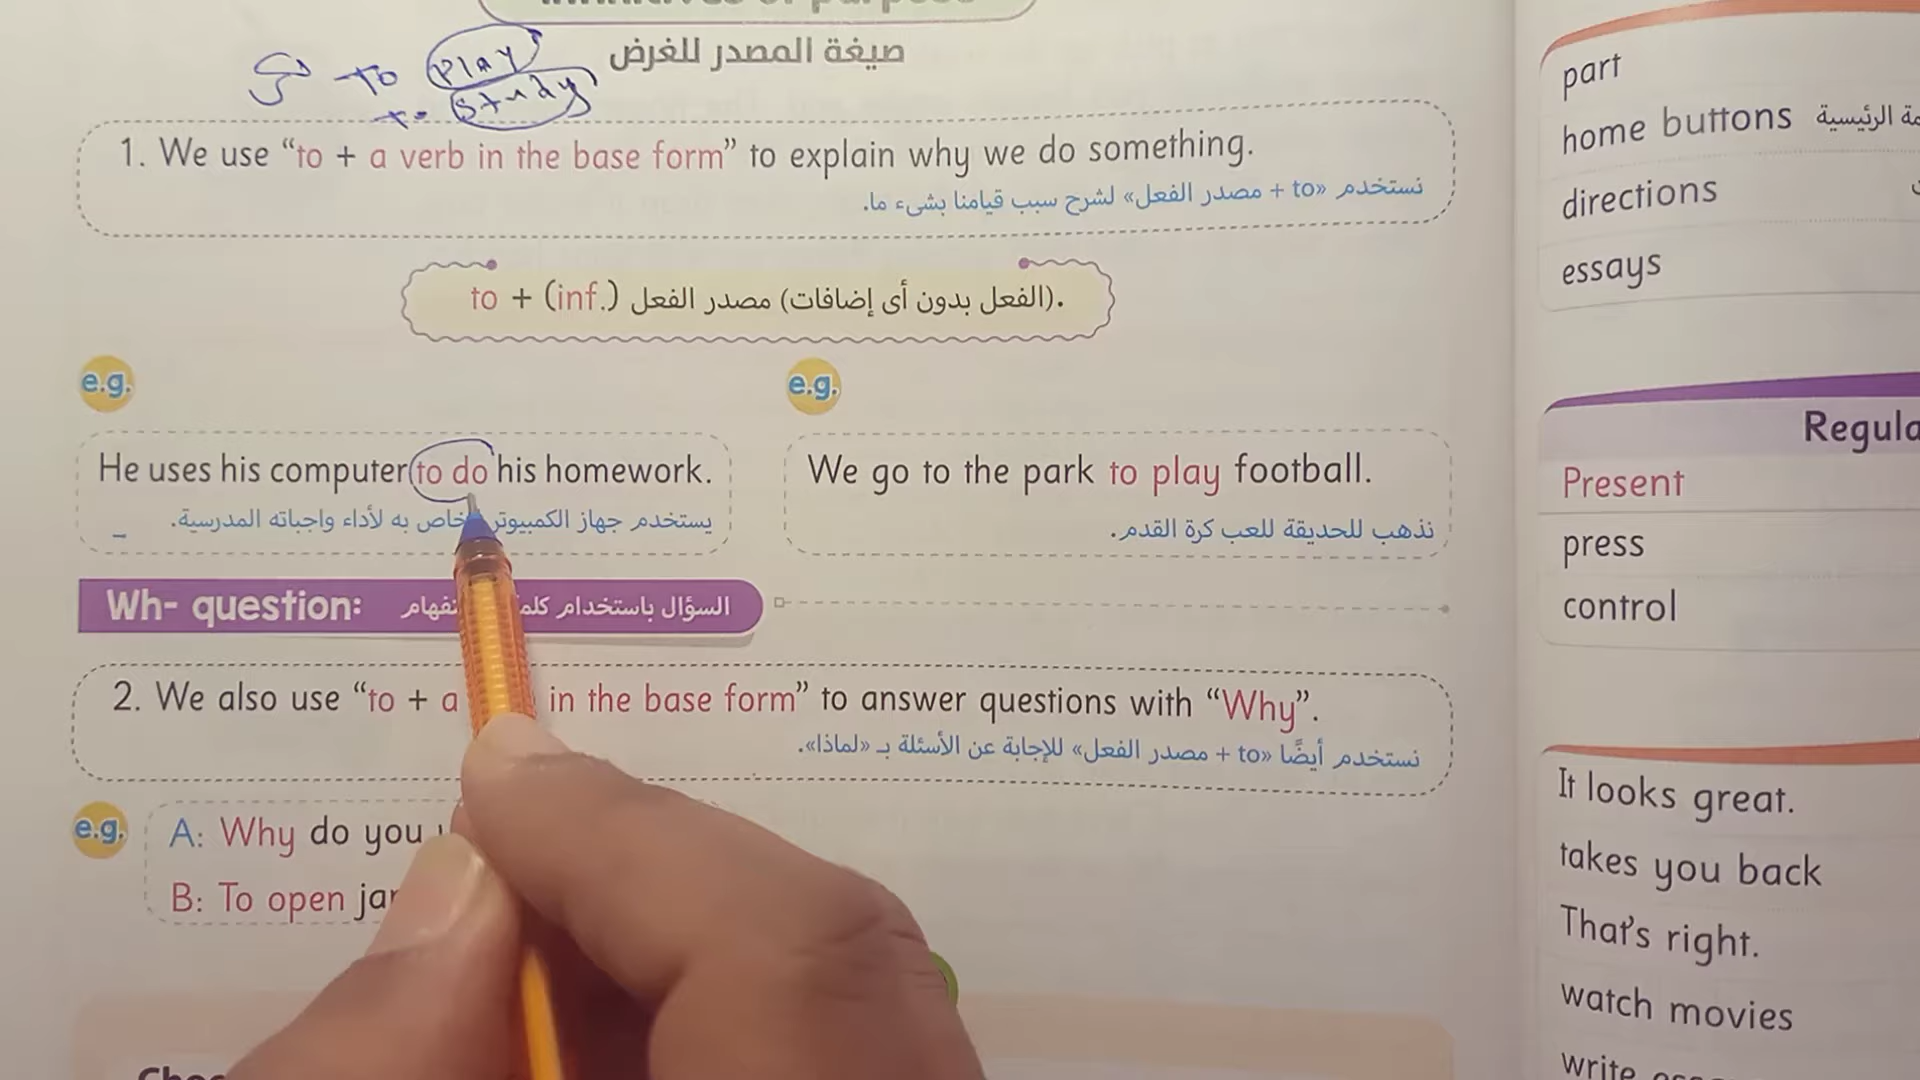 صيغة المصدر للغرض
to play
to study
1. We use “to + a verb in the base form” to explain why we do something.
نستخدم «to + مصدر الفعل» لشرح سبب قيامنا بشىء ما.
to + (inf.) مصدر الفعل (الفعل بدون أى إضافات).
e.g.
He uses his computer to do his homework.
يستخدم جهاز الكمبيوتر به لأداء واجباته المدرسية.
e.g.
We go to the park to play football.
نذهب للحديقة للعب كرة القدم.
Wh- question: السؤال باستخدام
2. We also use “to + a in the base form” to answer questions with “Why”.
نستخدم أيضًا «to + مصدر الفعل» للإجابة عن الأسئلة بـ «لماذا».
e.g.
A: Why do you
B: To open
part
home buttons الرئيسية
directions
essays
Regula
Present
press
control
It looks great.
takes you back
That's right.
watch movies
write